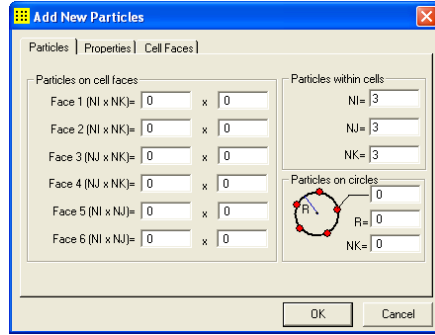 Add New Particles
Particles Properties Cell Faces
Particles on cell faces
Face 1 (NI x NK)= 0 x 0
Face 2 (NI x NK)= 0 x 0
Face 3 (NJ x NK)= 0 x 0
Face 4 (NJ x NK)= 0 x 0
Face 5 (NI x NJ)= 0 x 0
Face 6 (NI x NJ)= 0 x 0
Particles within cells
NI= 3
NJ= 3
NK= 3
Particles on circles
0
R
R= 0
NK= 0
OK Cancel